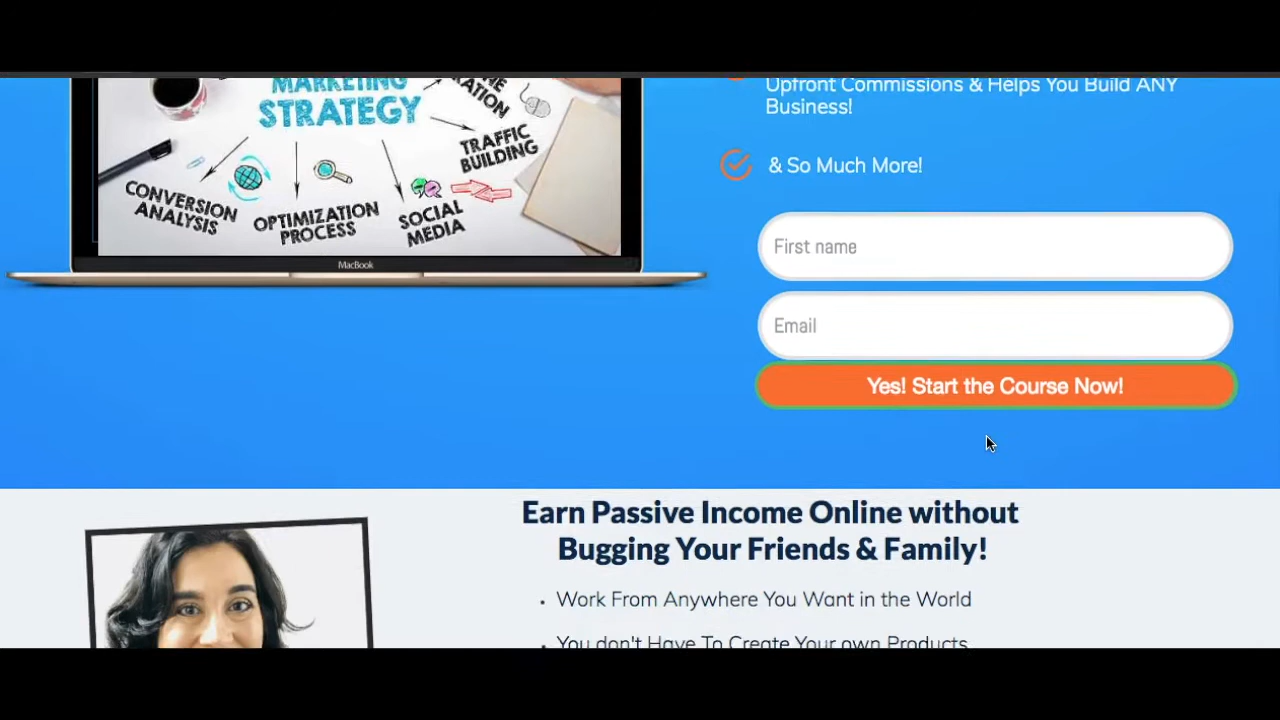 MARKETING
STRATEGY
TRAFFIC
BUILDING
CONVERSION
ANALYSIS
OPTIMIZATION
PROCESS
SOCIAL
MEDIA
MacBook
Upfront Commissions & Helps You Build ANY
Business!
& So Much More!
First name
Email
Yes! Start the Course Now!
Earn Passive Income Online without
Bugging Your Friends & Family!
• Work From Anywhere You Want in the World
• You don't Have To Create Your own Products